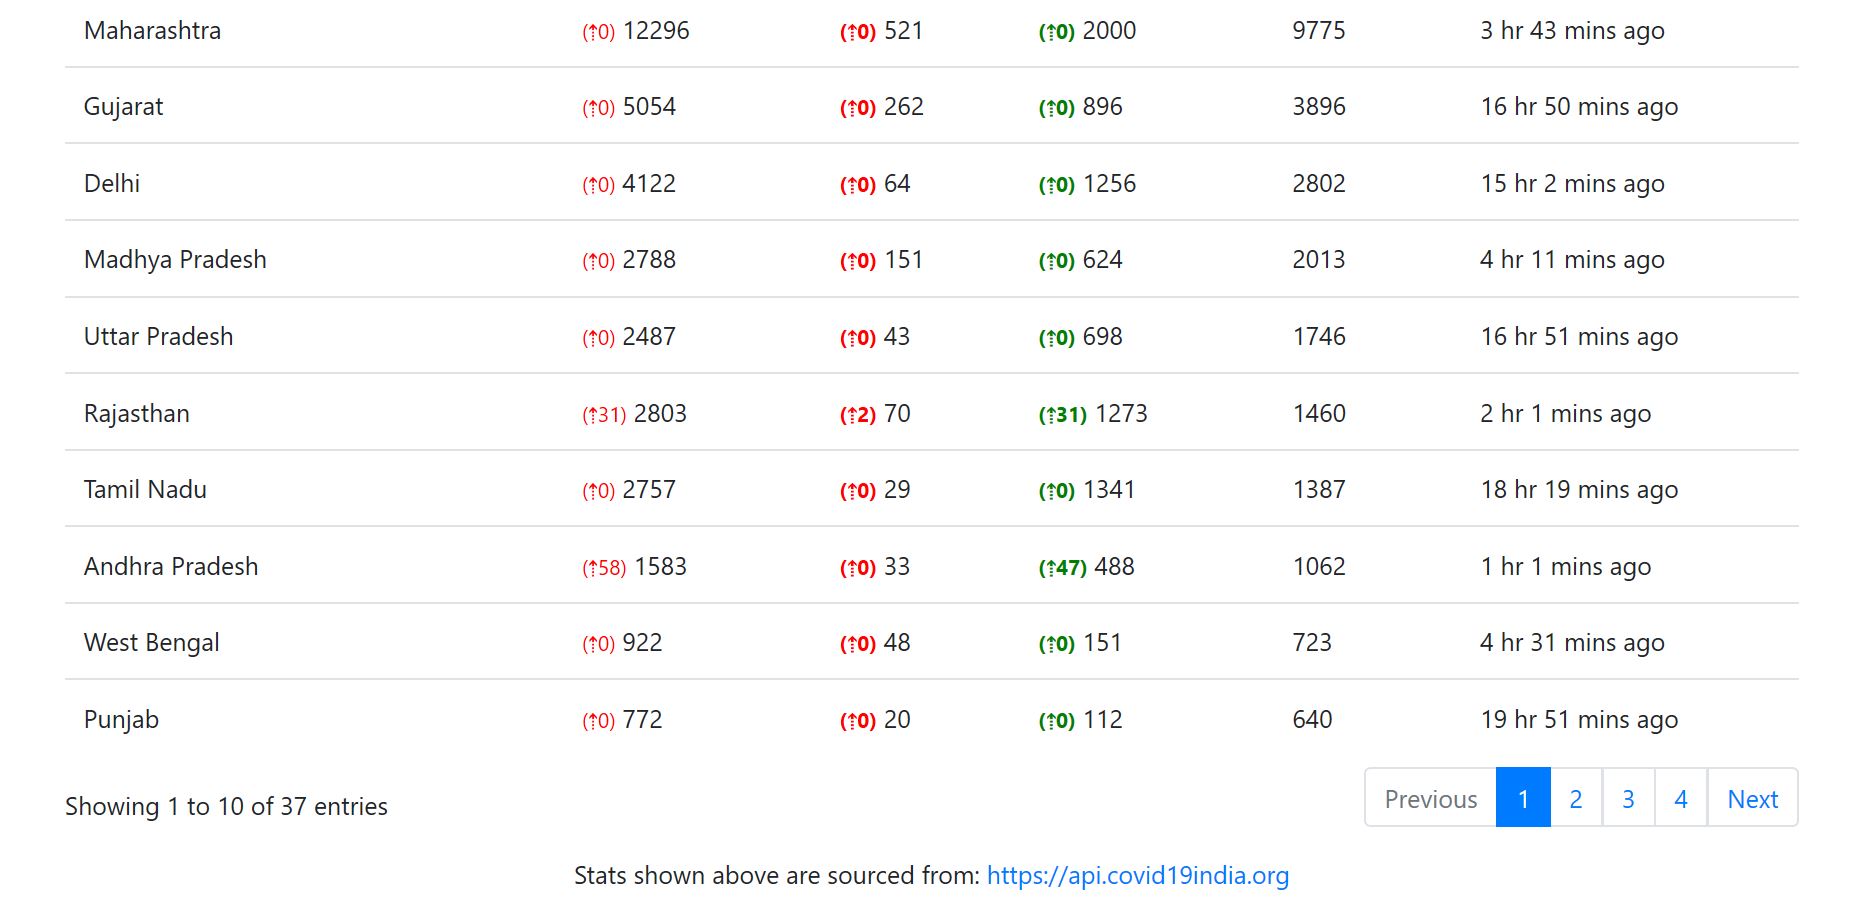 Maharashtra (⇡0) 12296 (⇡0) 521 (⇡0) 2000 9775 3 hr 43 mins ago
Gujarat (⇡0) 5054 (⇡0) 262 (⇡0) 896 3896 16 hr 50 mins ago
Delhi (⇡0) 4122 (⇡0) 64 (⇡0) 1256 2802 15 hr 2 mins ago
Madhya Pradesh (⇡0) 2788 (⇡0) 151 (⇡0) 624 2013 4 hr 11 mins ago
Uttar Pradesh (⇡0) 2487 (⇡0) 43 (⇡0) 698 1746 16 hr 51 mins ago
Rajasthan (⇡31) 2803 (⇡2) 70 (⇡31) 1273 1460 2 hr 1 mins ago
Tamil Nadu (⇡0) 2757 (⇡0) 29 (⇡0) 1341 1387 18 hr 19 mins ago
Andhra Pradesh (⇡58) 1583 (⇡0) 33 (⇡47) 488 1062 1 hr 1 mins ago
West Bengal (⇡0) 922 (⇡0) 48 (⇡0) 151 723 4 hr 31 mins ago
Punjab (⇡0) 772 (⇡0) 20 (⇡0) 112 640 19 hr 51 mins ago
Showing 1 to 10 of 37 entries Previous 1 2 3 4 Next
Stats shown above are sourced from: https://api.covid19india.org